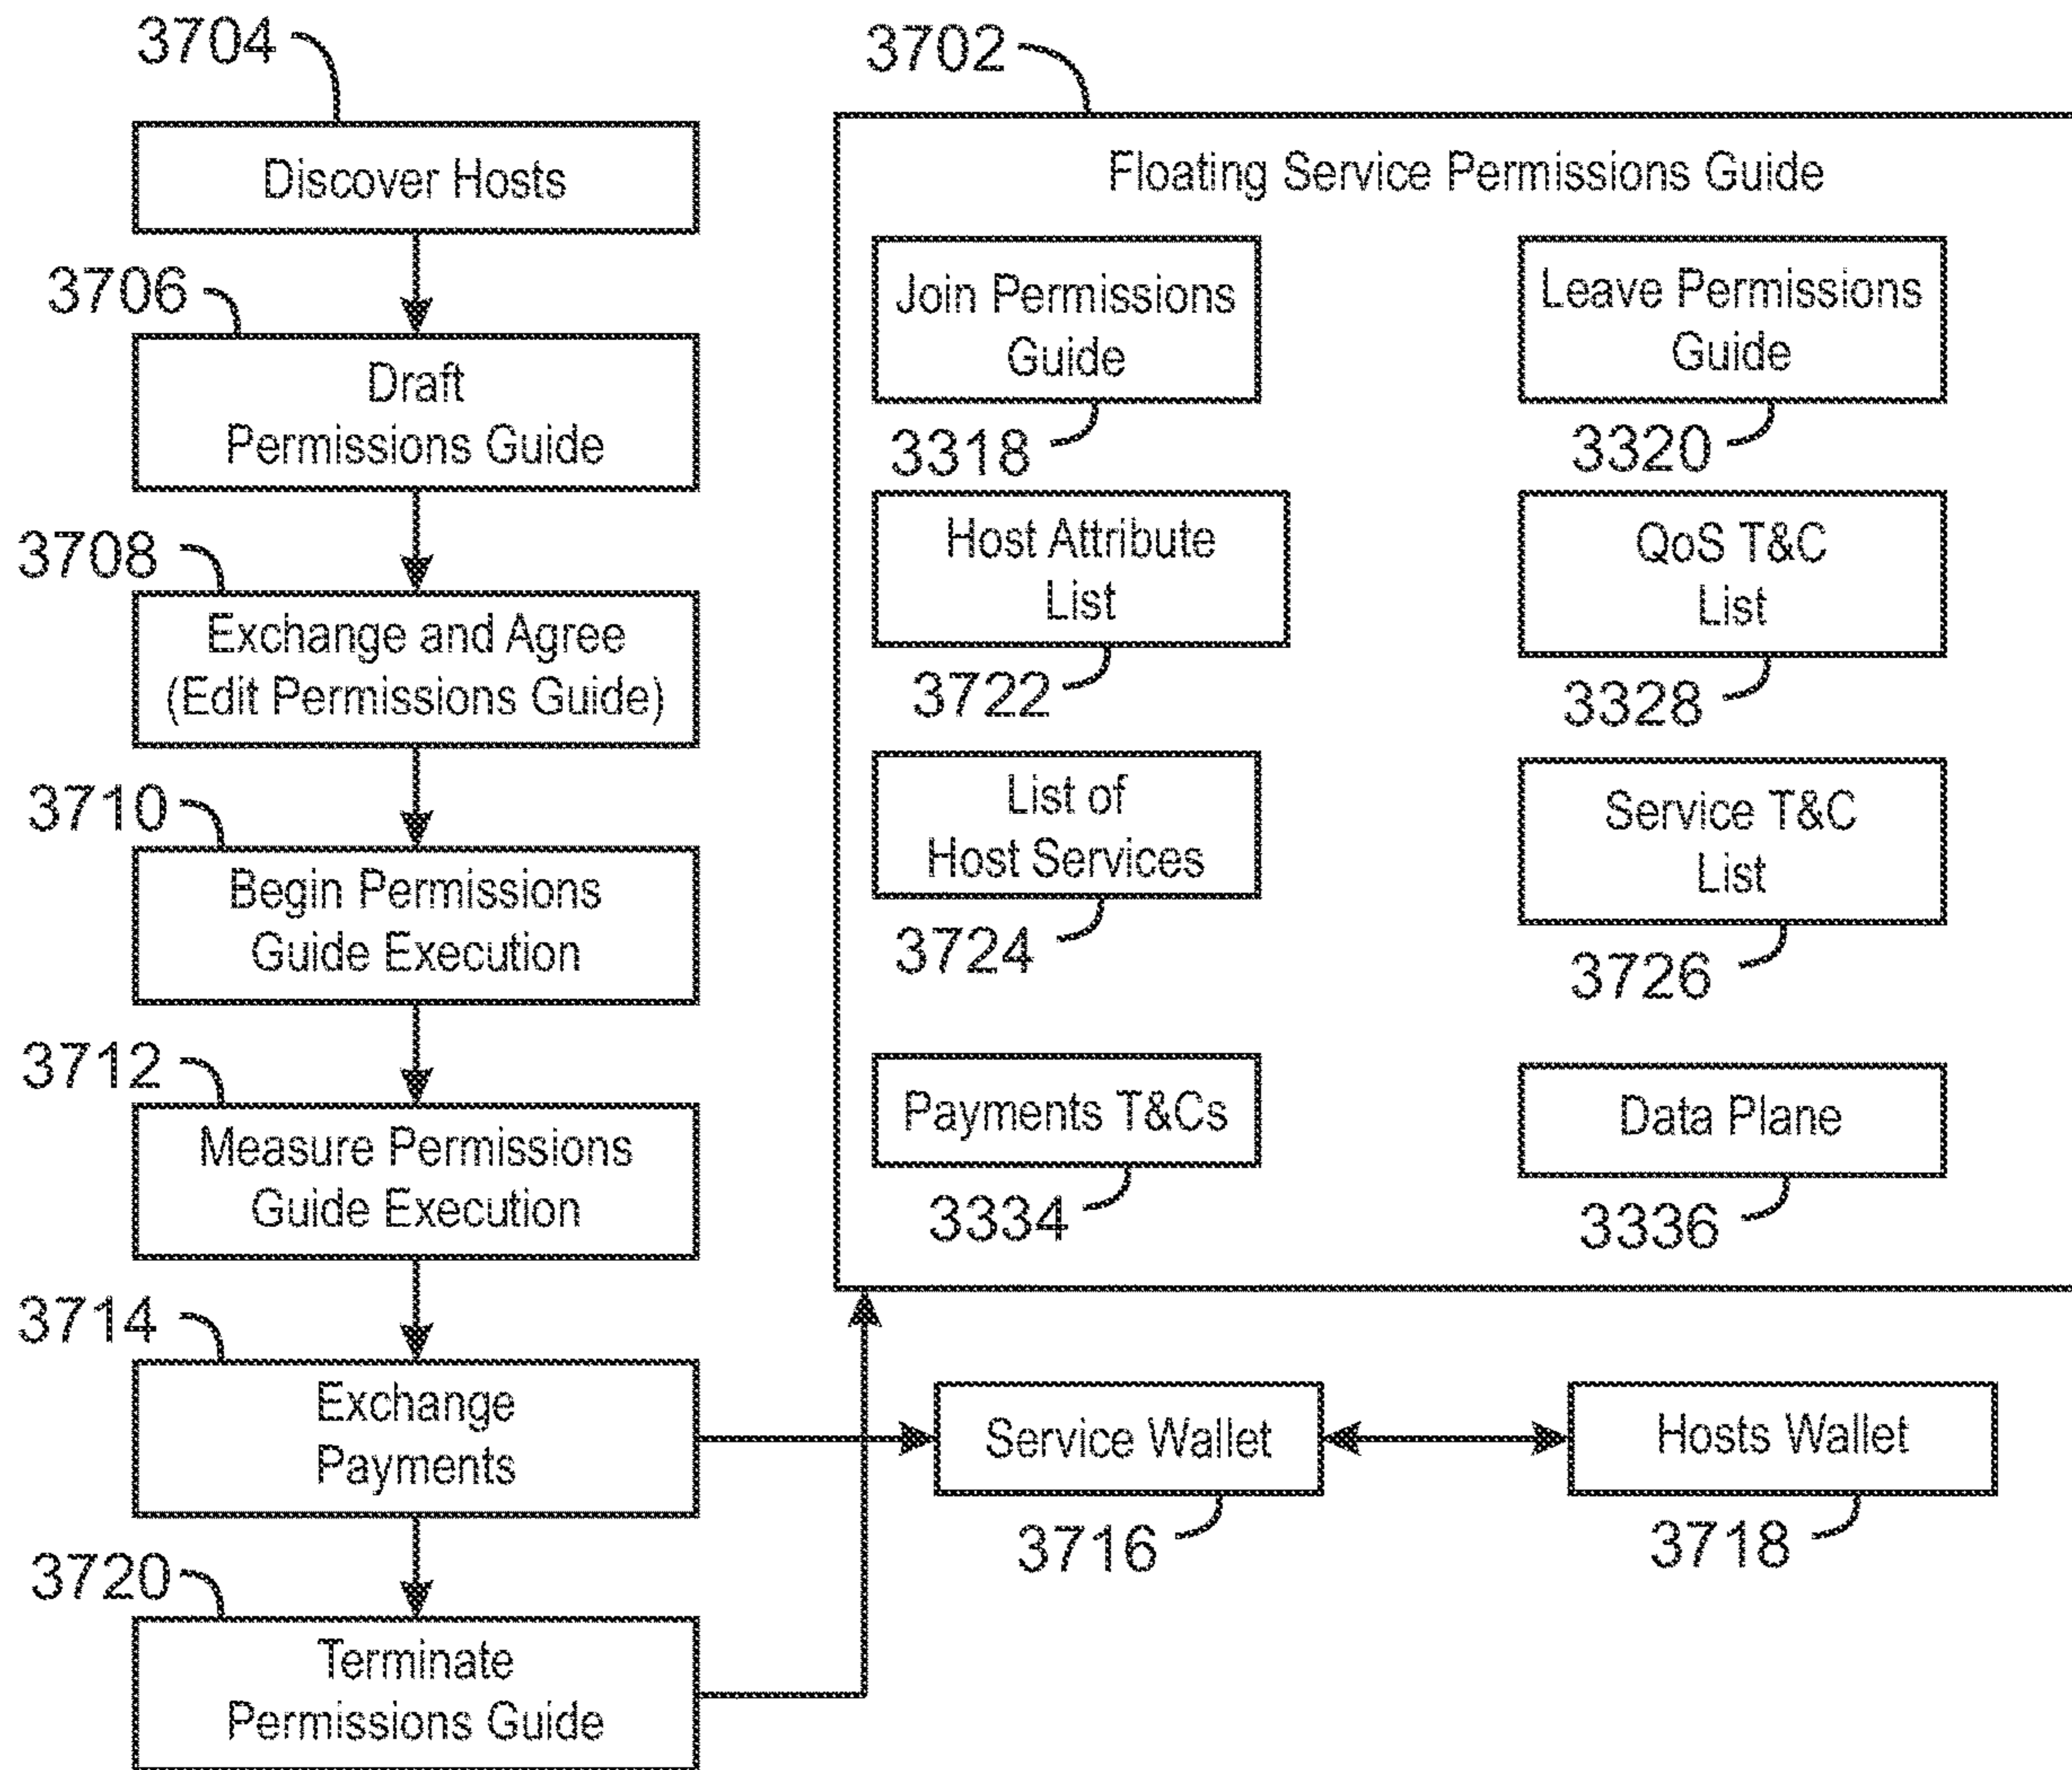 3704
Discover Hosts
3706
Draft
Permissions Guide
3708
Exchange and Agree
(Edit Permissions Guide)
3710
Begin Permissions
Guide Execution
3712
Measure Permissions
Guide Execution
3714
Exchange
Payments
3720
Terminate
Permissions Guide
3702
Floating Service Permissions Guide
Join Permissions
Guide
3318
Leave Permissions
Guide
3320
Host Attribute
List
3722
QoS T&C
List
3328
List of
Host Services
3724
Service T&C
List
3726
Payments T&Cs
3334
Data Plane
3336
Service Wallet
3716
Hosts Wallet
3718